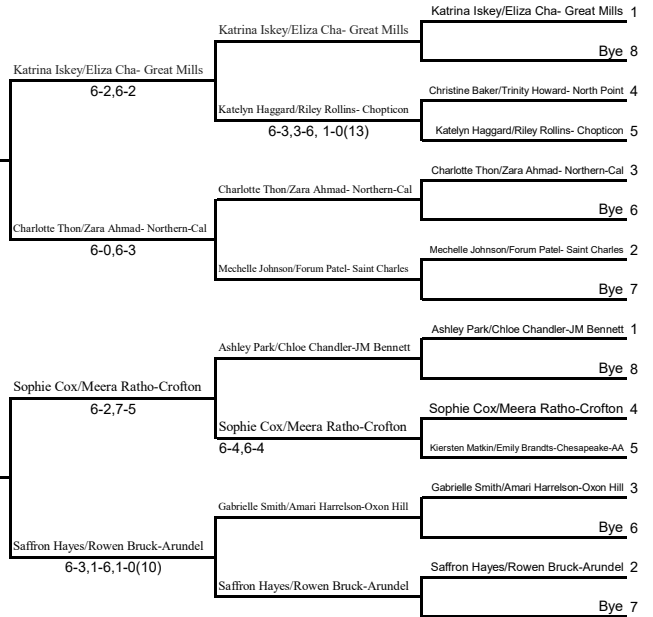 Katrina Iskey/Eliza Cha- Great Mills 1
Katrina Iskey/Eliza Cha- Great Mills
Bye 8
Katrina Iskey/Eliza Cha- Great Mills
6-2,6-2
Christine Baker/Trinity Howard- North Point 4
Katelyn Haggard/Riley Rollins- Chopticon
6-3,3-6, 1-0(13)
Katelyn Haggard/Riley Rollins- Chopticon 5
Charlotte Thon/Zara Ahmad- Northern-Cal 3
Charlotte Thon/Zara Ahmad- Northern-Cal
Bye 6
Charlotte Thon/Zara Ahmad- Northern-Cal
6-0,6-3
Mechelle Johnson/Forum Patel- Saint Charles 2
Mechelle Johnson/Forum Patel- Saint Charles
Bye 7
Ashley Park/Chloe Chandler-JM Bennett 1
Ashley Park/Chloe Chandler-JM Bennett
Bye 8
Sophie Cox/Meera Ratho-Crofton
6-2,7-5
Sophie Cox/Meera Ratho-Crofton 4
Sophie Cox/Meera Ratho-Crofton
6-4,6-4
Kiersten Matkin/Emily Brandts-Chesapeake-AA 5
Gabrielle Smith/Amari Harrelson-Oxon Hill 3
Gabrielle Smith/Amari Harrelson-Oxon Hill
Bye 6
Saffron Hayes/Rowen Bruck-Arundel
6-3,1-6,1-0(10)
Saffron Hayes/Rowen Bruck-Arundel 2
Saffron Hayes/Rowen Bruck-Arundel
Bye 7